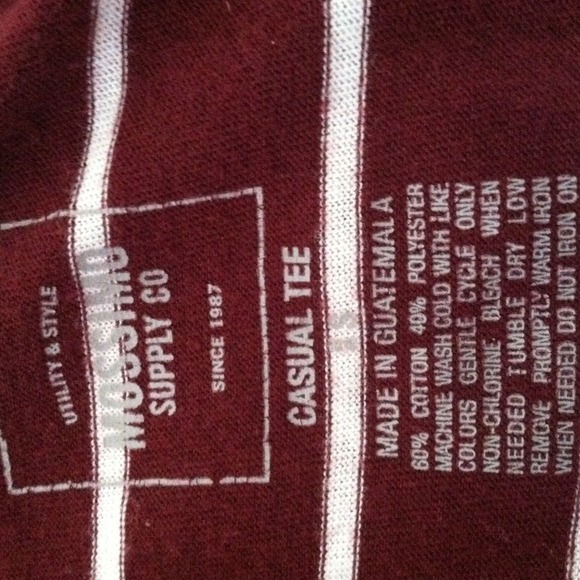 UTILITY & STYLE
MOSSIMO
SUPPLY CO
SINCE 1987
CASUAL TEE
MADE IN GUATEMALA
60% COTTON 40% POLYESTER
MACHINE WASH COLD WITH LIKE
COLORS GENTLE CYCLE ONLY
NON-CHLORINE BLEACH WHEN
NEEDED TUMBLE DRY LOW
REMOVE PROMPTLY WARM IRON
WHEN NEEDED DO NOT IRON ON